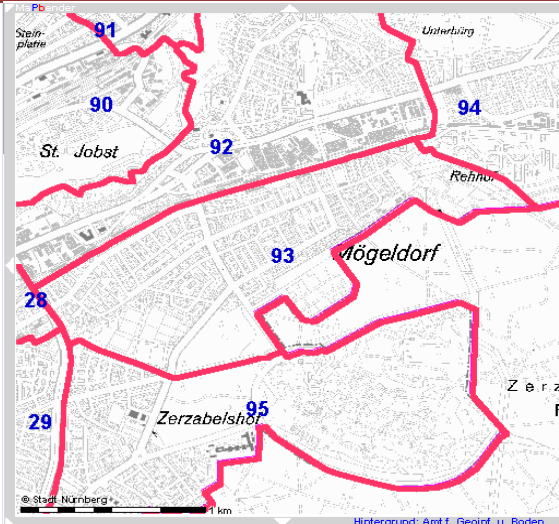 MaPbender
91
Stein-
platte
Unterbürg
90
94
92
St. Jobst
Rehhof
93
Mögeldorf
28
Zerz
F
95
29
Zerzabelshof
© Stadt Nürnberg
1 km
Hintergrund: Amt f. Geoinf. u. Boden